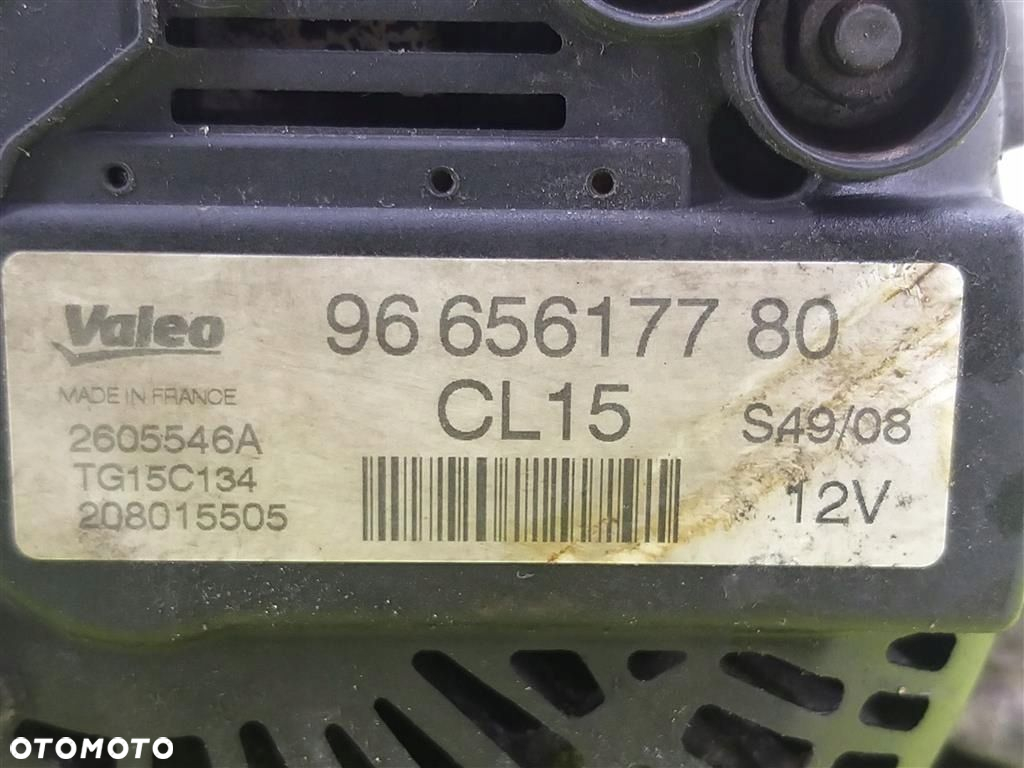 Valeo
96 656177 80
MADE IN FRANCE
CL15
2605546A
S49/08
TG15C134
208015505
12V
OTOMOTO